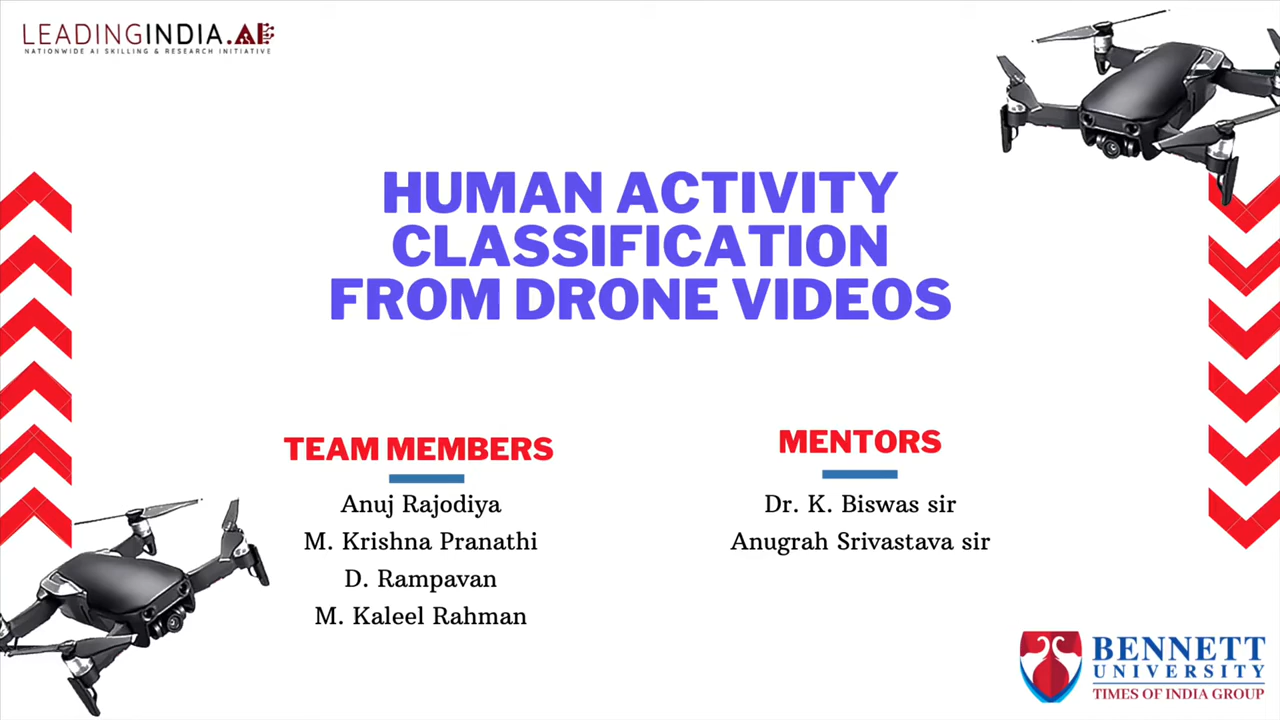 LEADINGINDIA.AI
NATIONWIDE AI SKILLING & RESEARCH INITIATIVE
HUMAN ACTIVITY
CLASSIFICATION
FROM DRONE VIDEOS
TEAM MEMBERS
Anuj Rajodiya
M. Krishna Pranathi
D. Rampavan
M. Kaleel Rahman
MENTORS
Dr. K. Biswas sir
Anugrah Srivastava sir
BENNETT
UNIVERSITY
TIMES OF INDIA GROUP